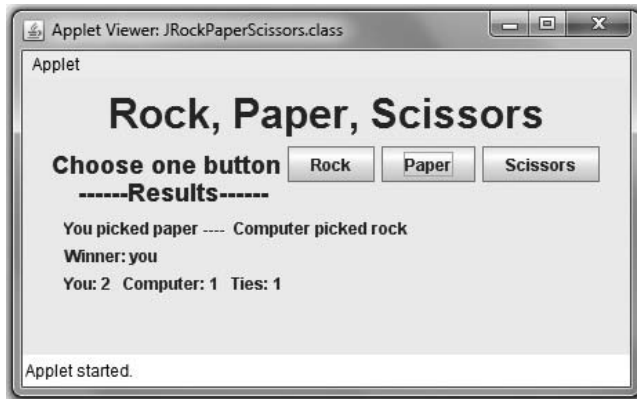 Applet Viewer: JRockPaperScissors.class
X
Applet
Rock, Paper, Scissors
Choose one button Rock Paper Scissors
------Results------
You picked paper ---- Computer picked rock
Winner: you
You: 2 Computer: 1 Ties: 1
Applet started.